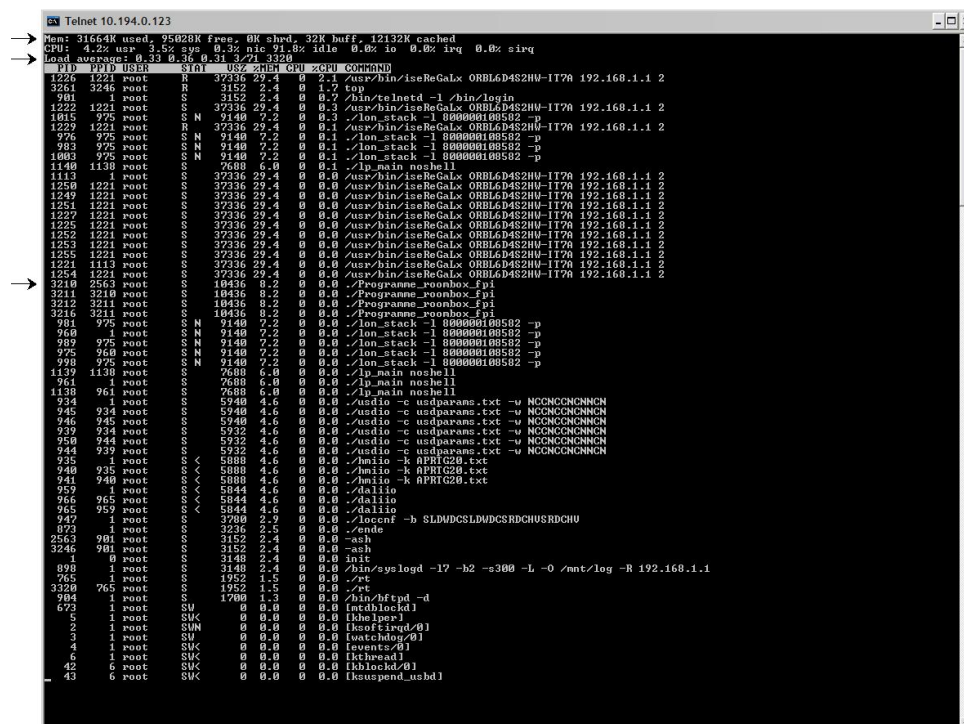 Telnet 10.194.0.123
Mem: 31664K used, 95028K free, 0K shrd, 32K buff, 12132K cached
CPU: 4.2% usr 3.5% sys 0.3% nic 91.8% idle 0.0% io 0.0% irq 0.0% sirq
Load average: 0.33 0.36 0.31 3/71 3320
PID PPID USER STAT VSZ %MEM CPU %CPU COMMAND
1226 1221 root R 37336 29.4 0 2.1 /usr/bin/iseReGaLx ORBL6D4S2HW-IT7A 192.168.1.1 2
3261 3246 root R 3152 2.4 0 1.7 top
901 1 root S 3152 2.4 0 0.7 /bin/telnetd -l /bin/login
1222 1221 root S 37336 29.4 0 0.3 /usr/bin/iseReGaLx ORBL6D4S2HW-IT7A 192.168.1.1 2
1015 975 root S N 9140 7.2 0 0.3 ./lon_stack -l 800000108582 -p
1229 1221 root R 37336 29.4 0 0.1 /usr/bin/iseReGaLx ORBL6D4S2HW-IT7A 192.168.1.1 2
976 975 root S N 9140 7.2 0 0.1 ./lon_stack -l 800000108582 -p
983 975 root S N 9140 7.2 0 0.1 ./lon_stack -l 800000108582 -p
1003 975 root S N 9140 7.2 0 0.1 ./lon_stack -l 800000108582 -p
1140 1138 root S 7688 6.0 0 0.1 ./lp_main noshell
1113 1 root S 37336 29.4 0 0.0 /usr/bin/iseReGaLx ORBL6D4S2HW-IT7A 192.168.1.1 2
1250 1221 root S 37336 29.4 0 0.0 /usr/bin/iseReGaLx ORBL6D4S2HW-IT7A 192.168.1.1 2
1249 1221 root S 37336 29.4 0 0.0 /usr/bin/iseReGaLx ORBL6D4S2HW-IT7A 192.168.1.1 2
1251 1221 root S 37336 29.4 0 0.0 /usr/bin/iseReGaLx ORBL6D4S2HW-IT7A 192.168.1.1 2
1227 1221 root S 37336 29.4 0 0.0 /usr/bin/iseReGaLx ORBL6D4S2HW-IT7A 192.168.1.1 2
1225 1221 root S 37336 29.4 0 0.0 /usr/bin/iseReGaLx ORBL6D4S2HW-IT7A 192.168.1.1 2
1252 1221 root S 37336 29.4 0 0.0 /usr/bin/iseReGaLx ORBL6D4S2HW-IT7A 192.168.1.1 2
1253 1221 root S 37336 29.4 0 0.0 /usr/bin/iseReGaLx ORBL6D4S2HW-IT7A 192.168.1.1 2
1255 1221 root S 37336 29.4 0 0.0 /usr/bin/iseReGaLx ORBL6D4S2HW-IT7A 192.168.1.1 2
1221 1113 root S 37336 29.4 0 0.0 /usr/bin/iseReGaLx ORBL6D4S2HW-IT7A 192.168.1.1 2
1254 1221 root S 37336 29.4 0 0.0 /usr/bin/iseReGaLx ORBL6D4S2HW-IT7A 192.168.1.1 2
3210 2563 root S 10436 8.2 0 0.0 ./Programme_roombox_fpi
3211 3210 root S 10436 8.2 0 0.0 ./Programme_roombox_fpi
3212 3211 root S 10436 8.2 0 0.0 ./Programme_roombox_fpi
3216 3211 root S 10436 8.2 0 0.0 ./Programme_roombox_fpi
981 975 root S N 9140 7.2 0 0.0 ./lon_stack -l 800000108582 -p
960 1 root S N 9140 7.2 0 0.0 ./lon_stack -l 800000108582 -p
989 975 root S N 9140 7.2 0 0.0 ./lon_stack -l 800000108582 -p
975 960 root S N 9140 7.2 0 0.0 ./lon_stack -l 800000108582 -p
998 975 root S N 9140 7.2 0 0.0 ./lon_stack -l 800000108582 -p
1139 1138 root S 7688 6.0 0 0.0 ./lp_main noshell
961 1 root S 7688 6.0 0 0.0 ./lp_main noshell
1138 961 root S 7688 6.0 0 0.0 ./lp_main noshell
934 1 root S 5940 4.6 0 0.0 ./usdio -c usdparams.txt -w NCCNCCNCNNCN
945 934 root S 5940 4.6 0 0.0 ./usdio -c usdparams.txt -w NCCNCCNCNNCN
946 945 root S 5940 4.6 0 0.0 ./usdio -c usdparams.txt -w NCCNCCNCNNCN
939 934 root S 5932 4.6 0 0.0 ./usdio -c usdparams.txt -w NCCNCCNCNNCN
950 944 root S 5932 4.6 0 0.0 ./usdio -c usdparams.txt -w NCCNCCNCNNCN
944 939 root S 5932 4.6 0 0.0 ./usdio -c usdparams.txt -w NCCNCCNCNNCN
935 1 root S < 5888 4.6 0 0.0 ./hmiio -k APRTG20.txt
940 935 root S < 5888 4.6 0 0.0 ./hmiio -k APRTG20.txt
941 940 root S < 5888 4.6 0 0.0 ./hmiio -k APRTG20.txt
959 1 root S < 5844 4.6 0 0.0 ./daliio
966 965 root S < 5844 4.6 0 0.0 ./daliio
965 959 root S < 5844 4.6 0 0.0 ./daliio
947 1 root S 3780 2.9 0 0.0 ./loccnf -b SLDWDCSLDWDCSRDCHVSRDCHV
873 1 root S 3236 2.5 0 0.0 ./ende
2563 901 root S 3152 2.4 0 0.0 -ash
3246 901 root S 3152 2.4 0 0.0 -ash
1 0 root S 3148 2.4 0 0.0 init
898 1 root S 3148 2.4 0 0.0 /bin/syslogd -l7 -b2 -s300 -L -O /mnt/log -R 192.168.1.1
765 1 root S 1952 1.5 0 0.0 ./rt
3320 765 root S 1952 1.5 0 0.0 ./rt
904 1 root S 1700 1.3 0 0.0 /bin/bftpd -d
673 1 root SW 0 0.0 0 0.0 [mtdblockd]
5 1 root SW< 0 0.0 0 0.0 [khelper]
2 1 root SWN 0 0.0 0 0.0 [ksoftirqd/0]
3 1 root SW 0 0.0 0 0.0 [watchdog/0]
4 1 root SW< 0 0.0 0 0.0 [events/0]
6 1 root SW< 0 0.0 0 0.0 [kthread]
42 6 root SW< 0 0.0 0 0.0 [kblockd/0]
43 6 root SW< 0 0.0 0 0.0 [ksuspend_usbd]